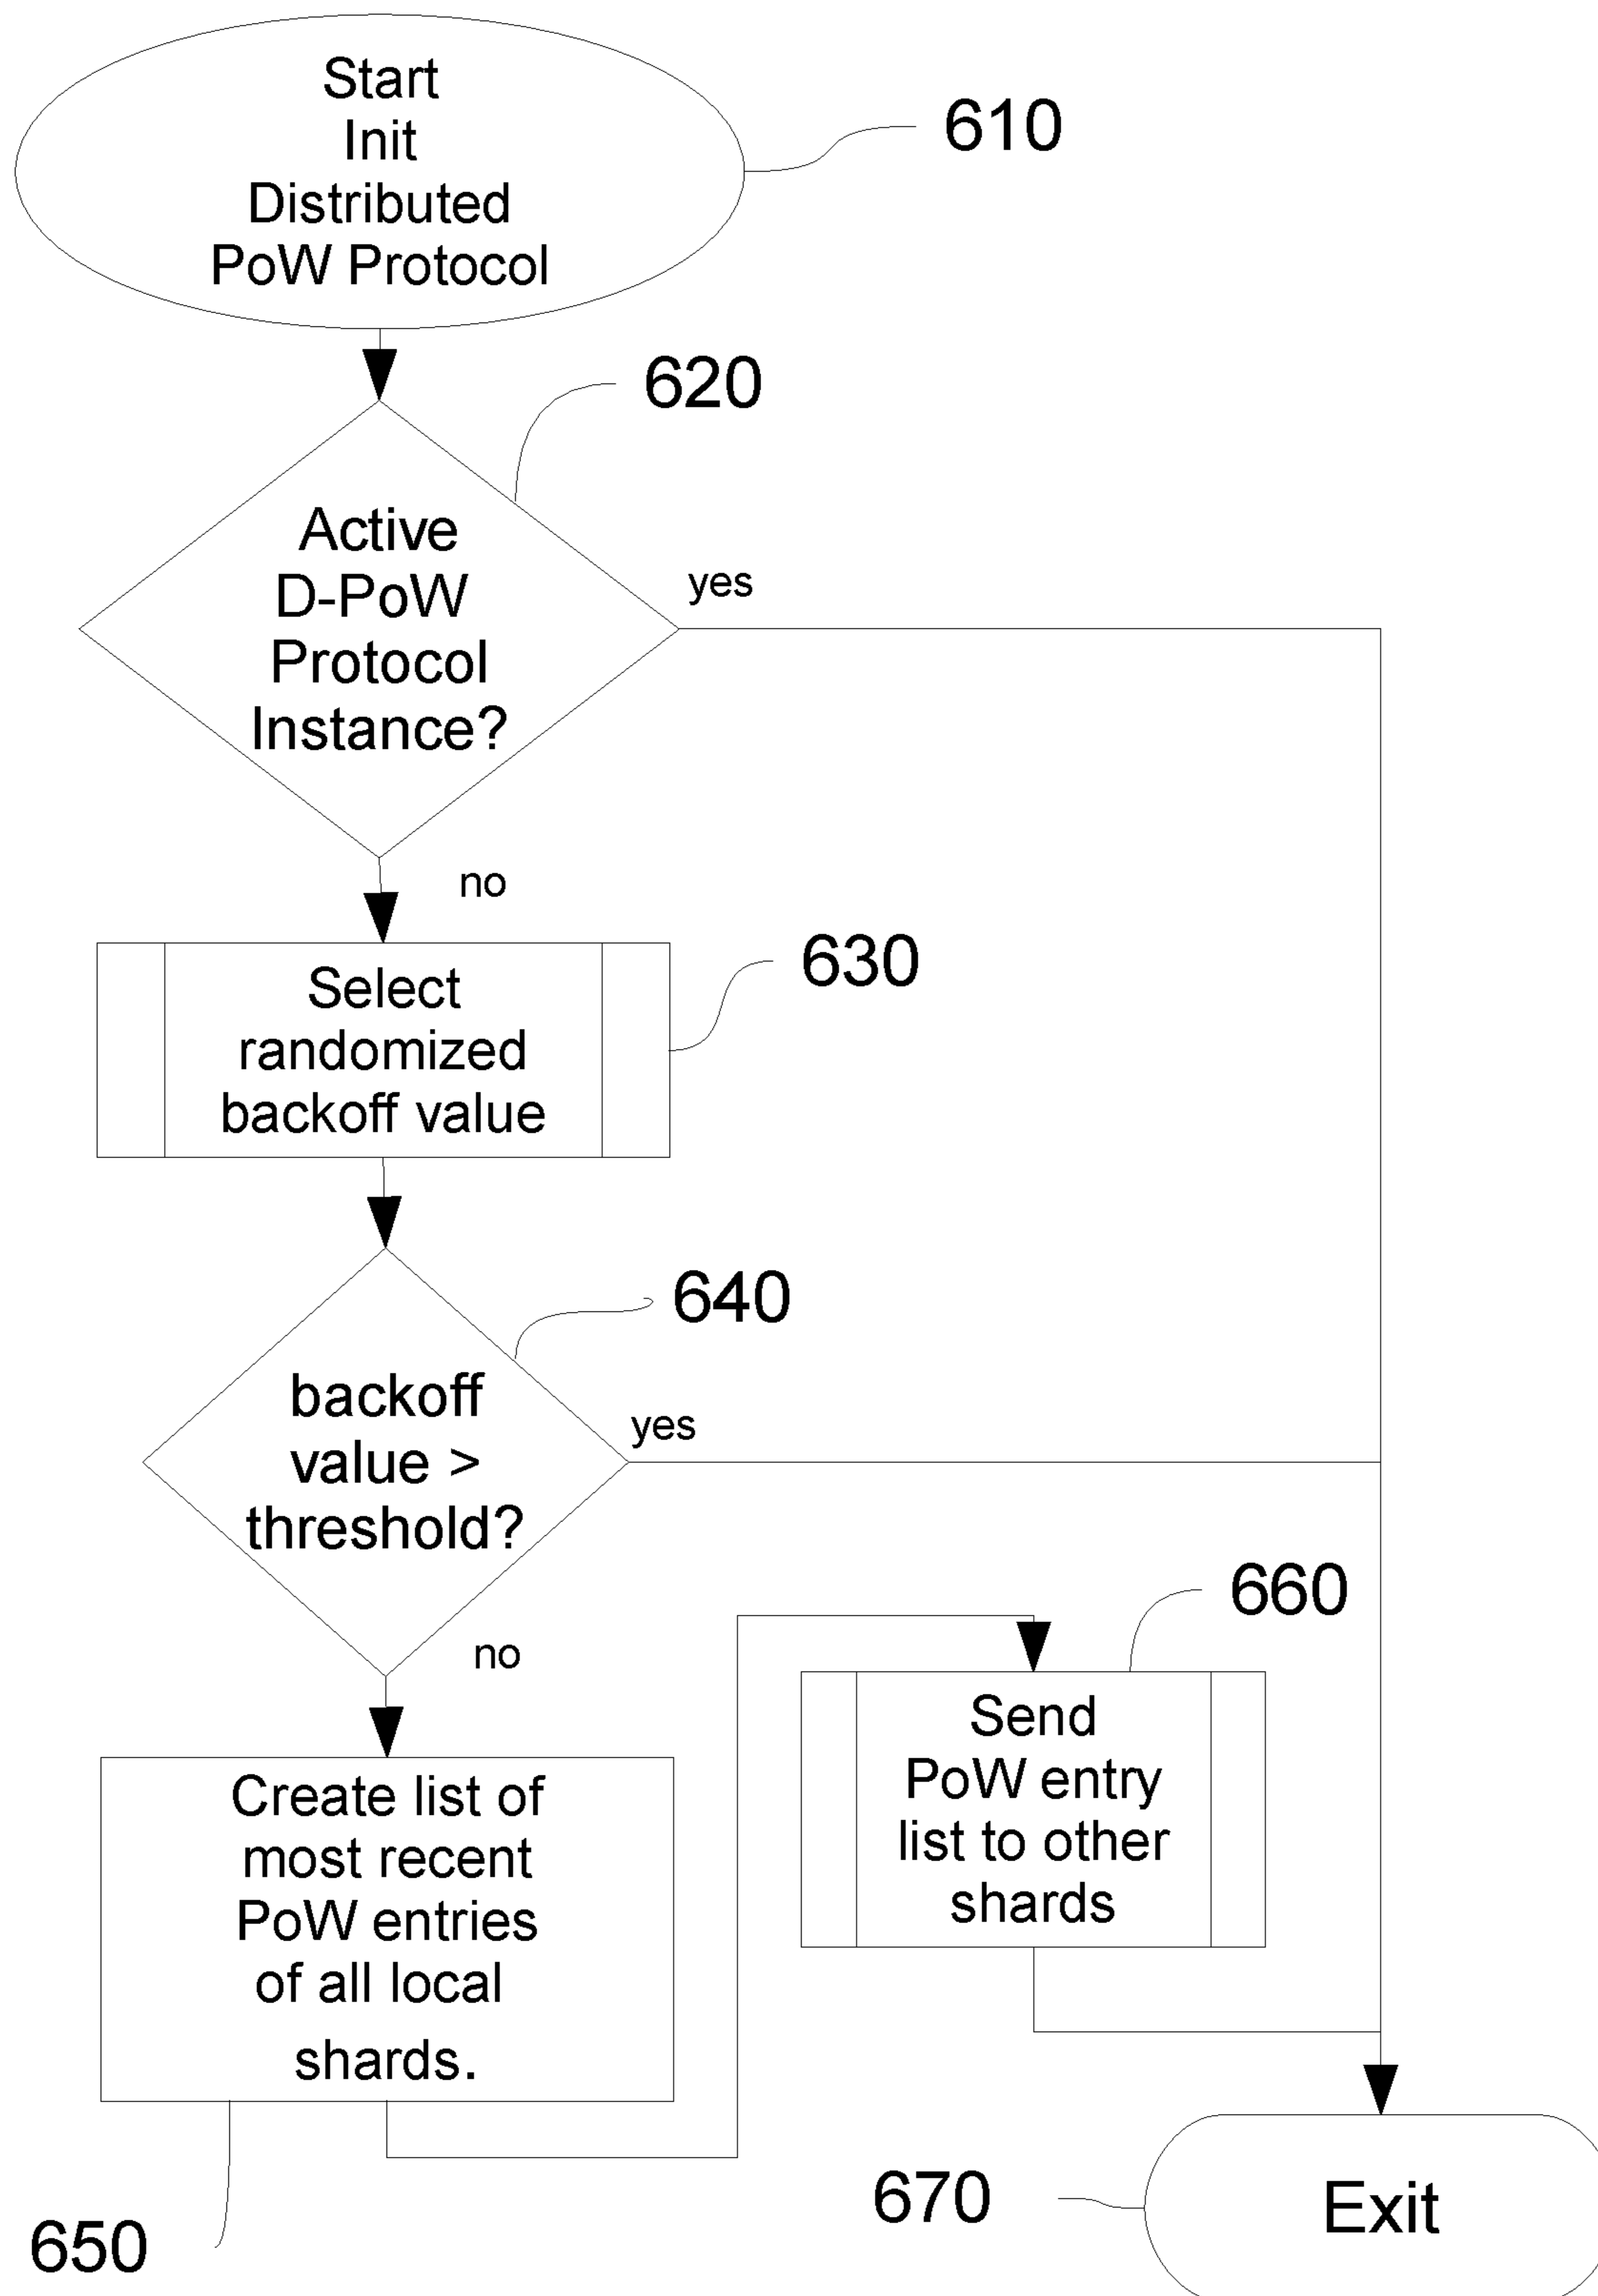 Start
Init
Distributed
PoW Protocol
610
620
Active
D-PoW
Protocol
Instance?
yes
no
Select
randomized
backoff value
630
640
backoff
value >
threshold?
yes
no
660
Send
PoW entry
list to other
shards
Create list of
most recent
PoW entries
of all local
shards.
650
670
Exit